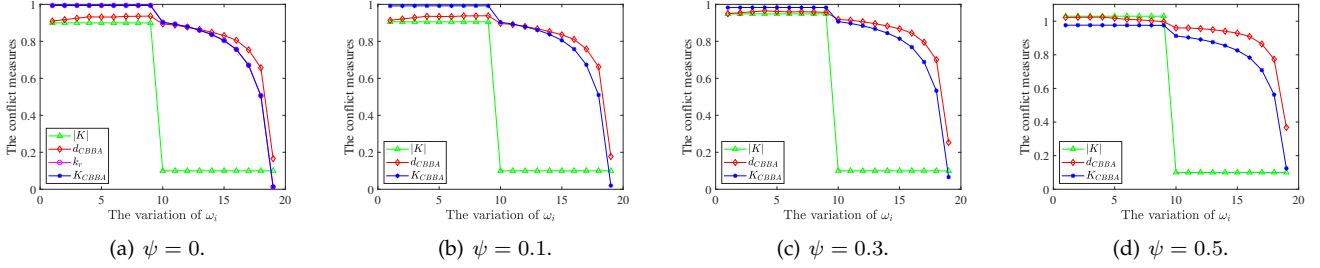 The conflict measures
1
0.8
0.6
0.4
0.2
0
|K|
d_CBBA
k_r
K_CBBA
0 5 10 15 20
The variation of ω_i
(a) ψ = 0.
The conflict measures
1
0.8
0.6
0.4
0.2
0
|K|
d_CBBA
K_CBBA
0 5 10 15 20
The variation of ω_i
(b) ψ = 0.1.
The conflict measures
1
0.8
0.6
0.4
0.2
0
|K|
d_CBBA
K_CBBA
0 5 10 15 20
The variation of ω_i
(c) ψ = 0.3.
The conflict measures
1
0.8
0.6
0.4
0.2
0
|K|
d_CBBA
K_CBBA
0 5 10 15 20
The variation of ω_i
(d) ψ = 0.5.